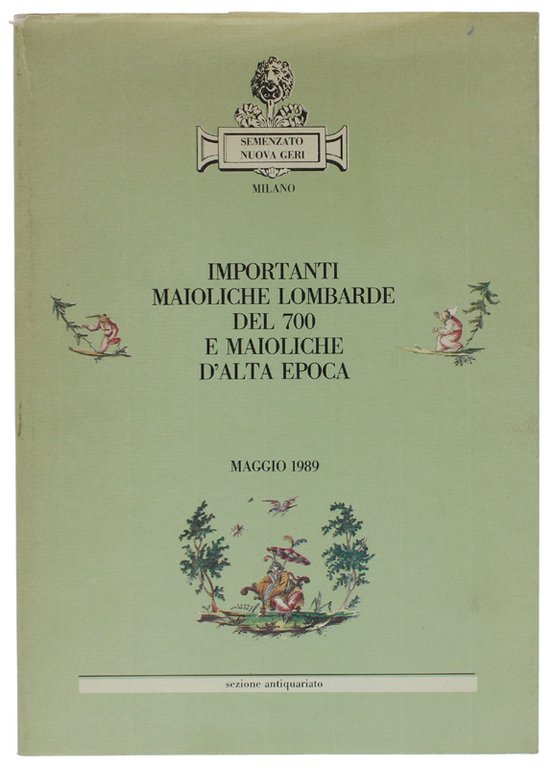 SEMENZATO
NUOVA GERI
MILANO
IMPORTANTI
MAIOLICHE LOMBARDE
DEL 700
E MAIOLICHE
D'ALTA EPOCA
MAGGIO 1989
sezione antiquariato